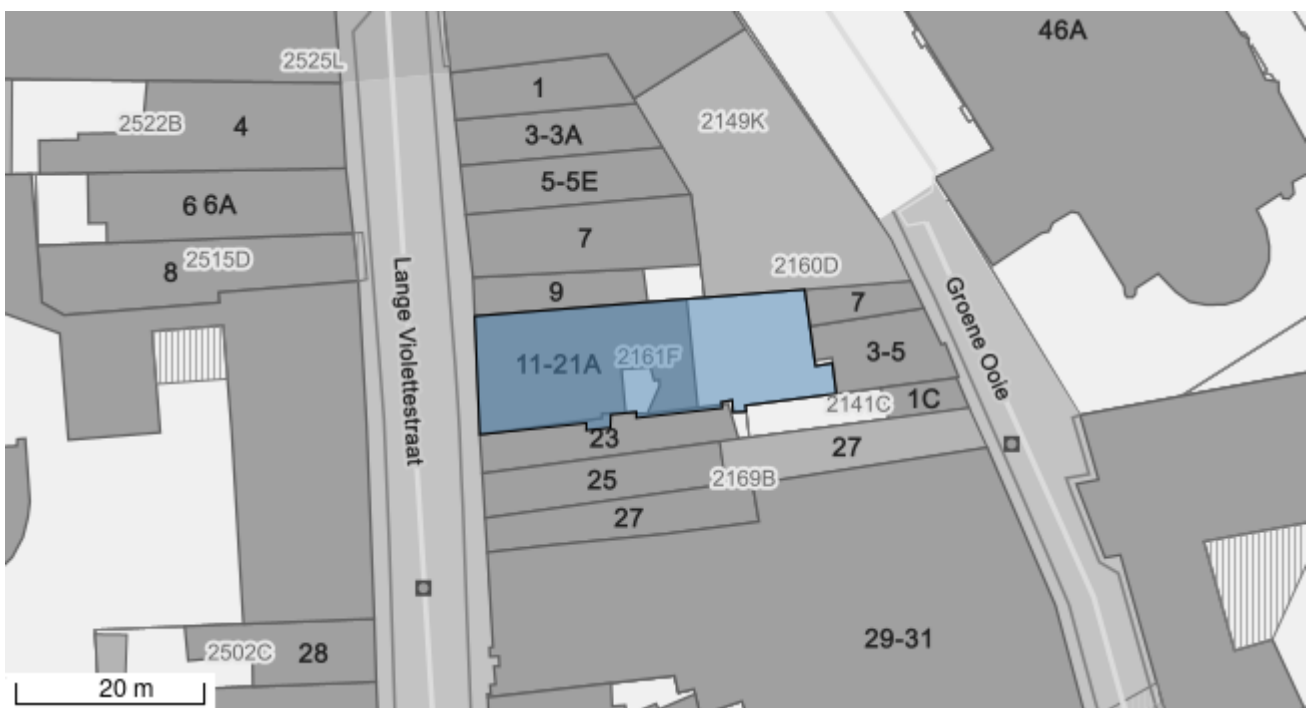 46A
2525L
1
2522B
4
2149K
3-3A
5-5E
6 6A
7
2515D
8
2160D
Lange Violettestraat
9
7
Groene Ooie
11-21A
2161F
3-5
2141C
1C
23
27
25
2169B
27
29-31
2502C
28
20 m